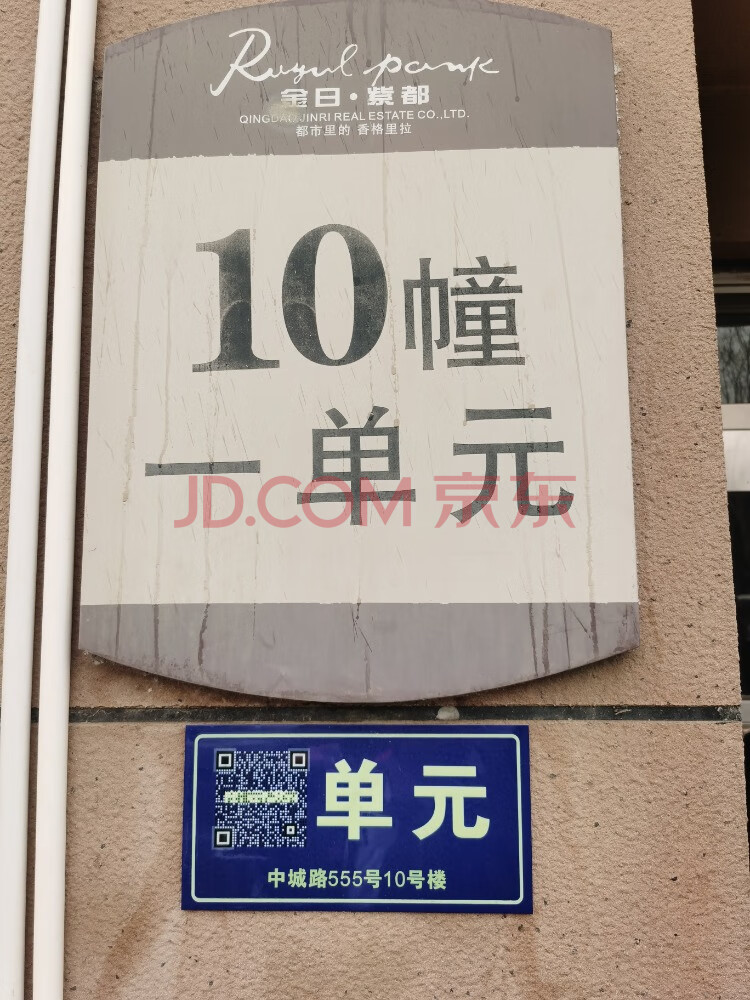 Royal park
金日·紫都
QINGDAO JINRI REAL ESTATE CO.,LTD.
都市里的 香格里拉
10幢
一单元
JD.COM 京东
单元
中城路555号10号楼